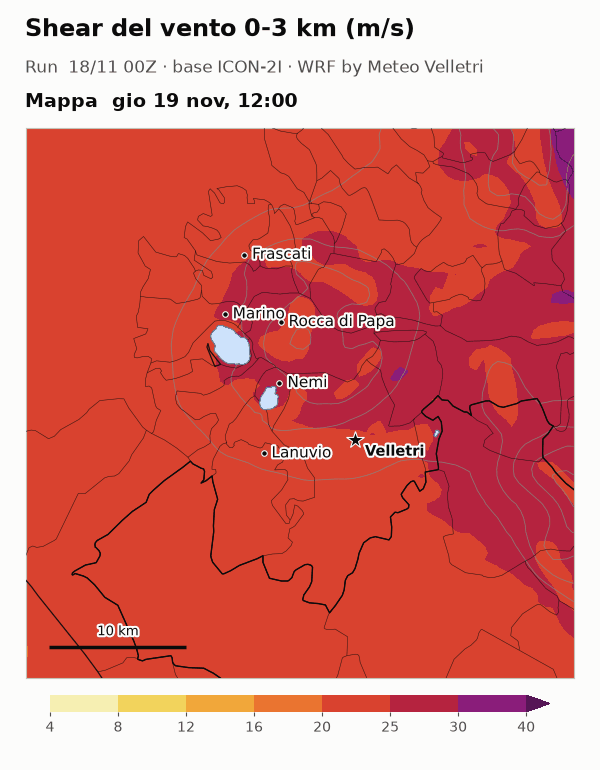 Shear del vento 0-3 km (m/s)
Run  18/11 00Z · base ICON-2I · WRF by Meteo Velletri
Mappa  gio 19 nov, 12:00
Frascati
Marino
Rocca di Papa
Nemi
Velletri
Lanuvio
10 km
4 8 12 16 20 25 30 40